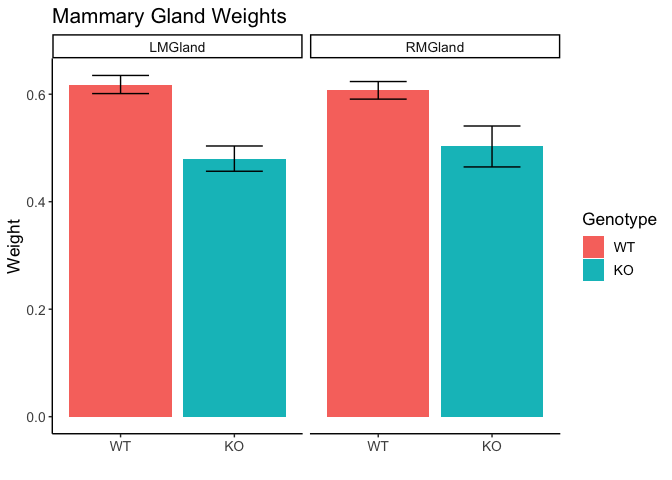 Mammary Gland Weights
LMGland RMGland
0.6
0.4
0.2
0.0
Weight
WT KO WT KO
Genotype
WT
KO